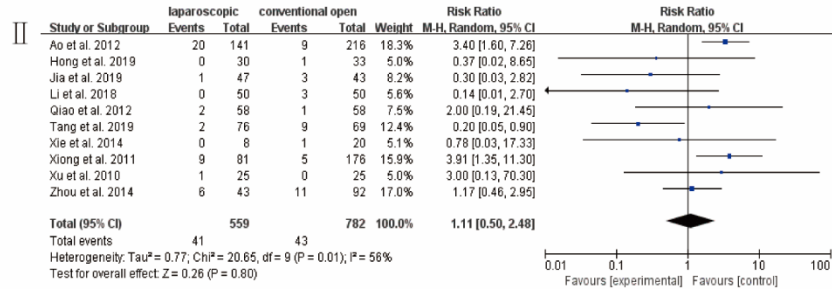 II
laparoscopic conventional open Risk Ratio Risk Ratio
Study or Subgroup Events Total Events Total Weight M-H, Random, 95% CI M-H, Random, 95% CI
Ao et al. 2012 20 141 9 216 18.3% 3.40 [1.60, 7.26]
Hong et al. 2019 0 30 1 33 5.0% 0.37 [0.02, 8.65]
Jia et al. 2019 1 47 3 43 8.1% 0.30 [0.03, 2.82]
Li et al. 2018 0 50 3 50 5.6% 0.14 [0.01, 2.70]
Qiao et al. 2012 2 58 1 58 7.5% 2.00 [0.19, 21.45]
Tang et al. 2019 2 76 9 69 12.4% 0.20 [0.05, 0.90]
Xie et al. 2014 0 8 1 20 5.1% 0.78 [0.03, 17.33]
Xiong et al. 2011 9 81 5 176 15.9% 3.91 [1.35, 11.30]
Xu et al. 2010 1 25 0 25 5.0% 3.00 [0.13, 70.30]
Zhou et al. 2014 6 43 11 92 17.0% 1.17 [0.46, 2.95]
Total (95% CI) 559 782 100.0% 1.11 [0.50, 2.48]
Total events 41 43
Heterogeneity: Tau² = 0.77; Chi² = 20.65, df = 9 (P = 0.01); I² = 56%
Test for overall effect: Z = 0.26 (P = 0.80)
0.01 0.1 1 10 100
Favours [experimental] Favours [control]